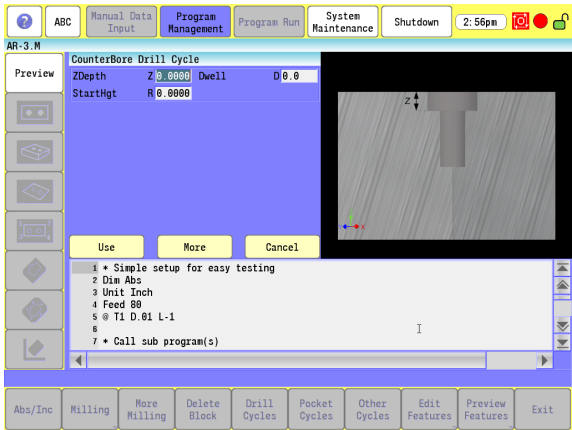 ? ABC Manual Data Input Program Management Program Run System Maintenance Shutdown 2:56pm
AR-3.M
Preview
CounterBore Drill Cycle
ZDepth Z 0.0000 Dwell D 0.0
StartHgt R 0.0000
Z
Y X
Use More Cancel
1 * Simple setup for easy testing
2 Dim Abs
3 Unit Inch
4 Feed 80
5 @ T1 D.01 L-1
6
7 * Call sub program(s)
Abs/Inc Milling More Milling Delete Block Drill Cycles Pocket Cycles Other Cycles Edit Features Preview Features Exit